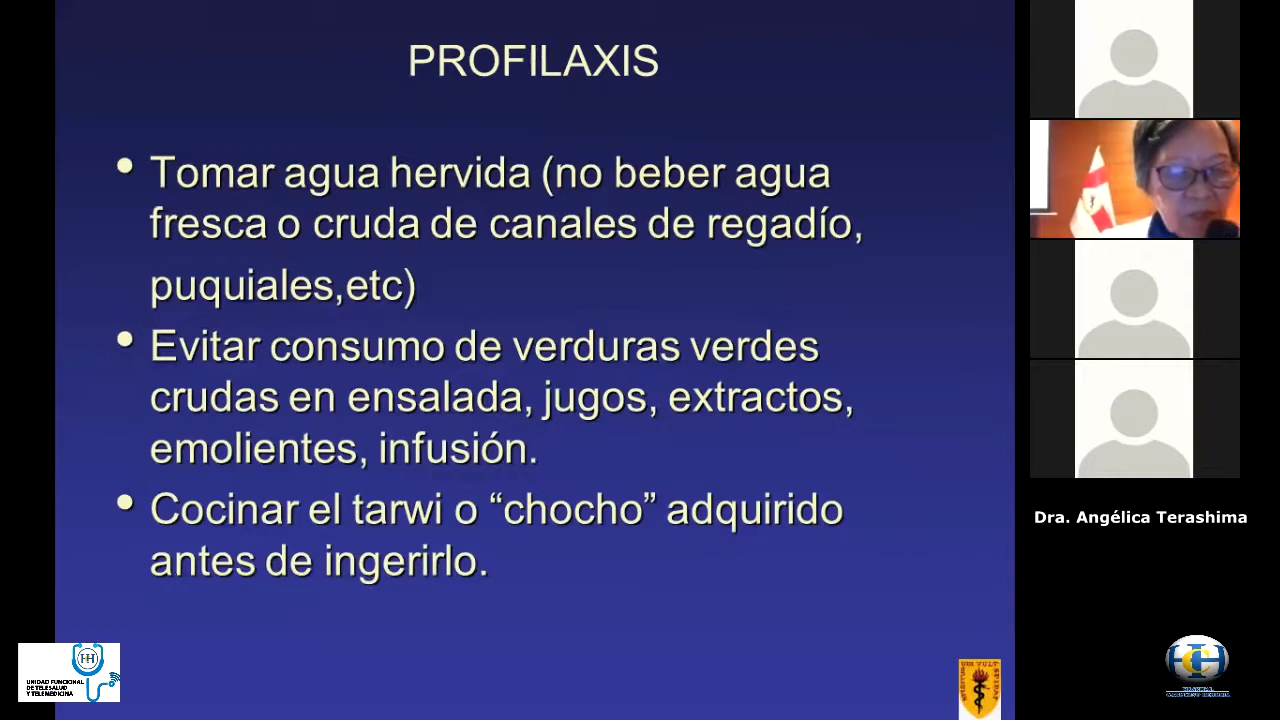 PROFILAXIS
• Tomar agua hervida (no beber agua
fresca o cruda de canales de regadío,
puquiales,etc)
• Evitar consumo de verduras verdes
crudas en ensalada, jugos, extractos,
emolientes, infusión.
• Cocinar el tarwi o “chocho” adquirido
antes de ingerirlo.
Dra. Angélica Terashima
UNIDAD FUNCIONAL
DE TELESALUD
Y TELEMEDICINA
HOSPITAL